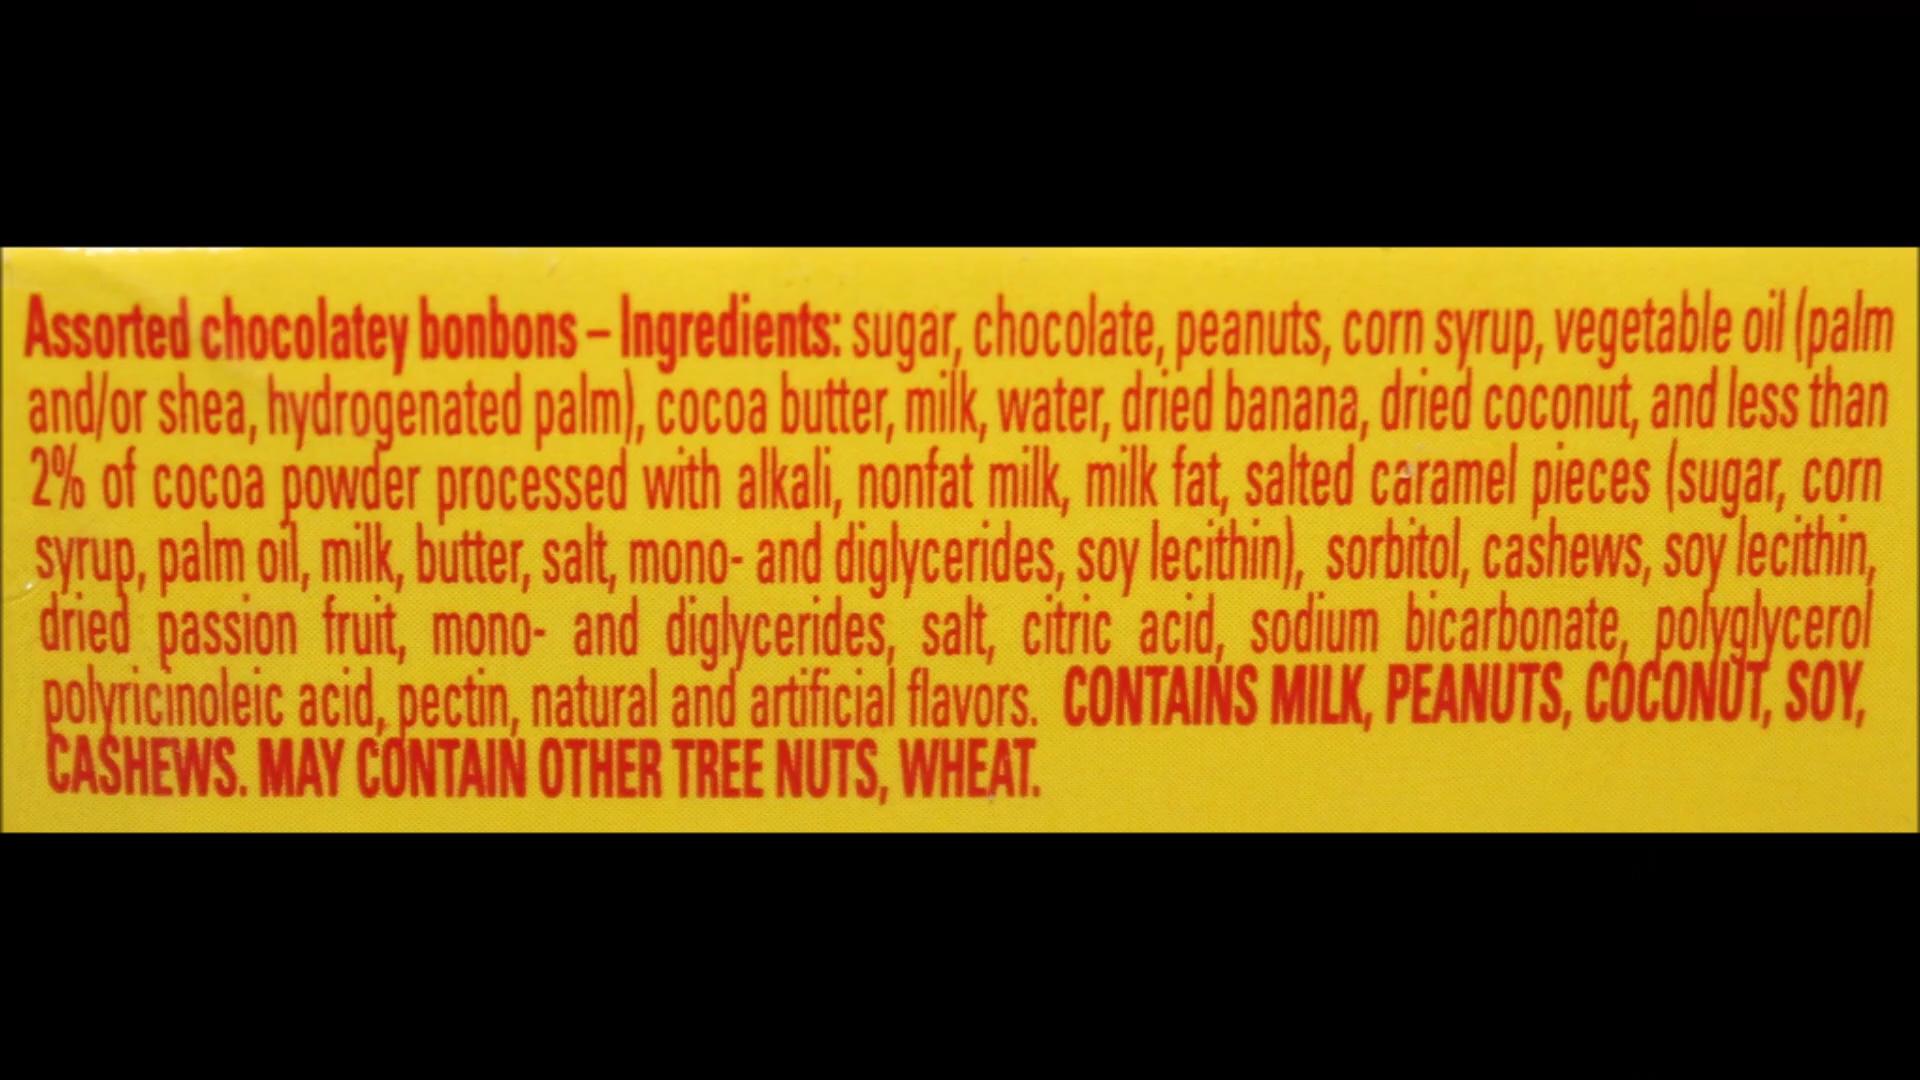 Assorted chocolatey bonbons – Ingredients: sugar, chocolate, peanuts, corn syrup, vegetable oil (palm
and/or shea, hydrogenated palm), cocoa butter, milk, water, dried banana, dried coconut, and less than
2% of cocoa powder processed with alkali, nonfat milk, milk fat, salted caramel pieces (sugar, corn
syrup, palm oil, milk, butter, salt, mono- and diglycerides, soy lecithin), sorbitol, cashews, soy lecithin,
dried passion fruit, mono- and diglycerides, salt, citric acid, sodium bicarbonate, polyglycerol
polyricinoleic acid, pectin, natural and artificial flavors. CONTAINS MILK, PEANUTS, COCONUT, SOY,
CASHEWS. MAY CONTAIN OTHER TREE NUTS, WHEAT.